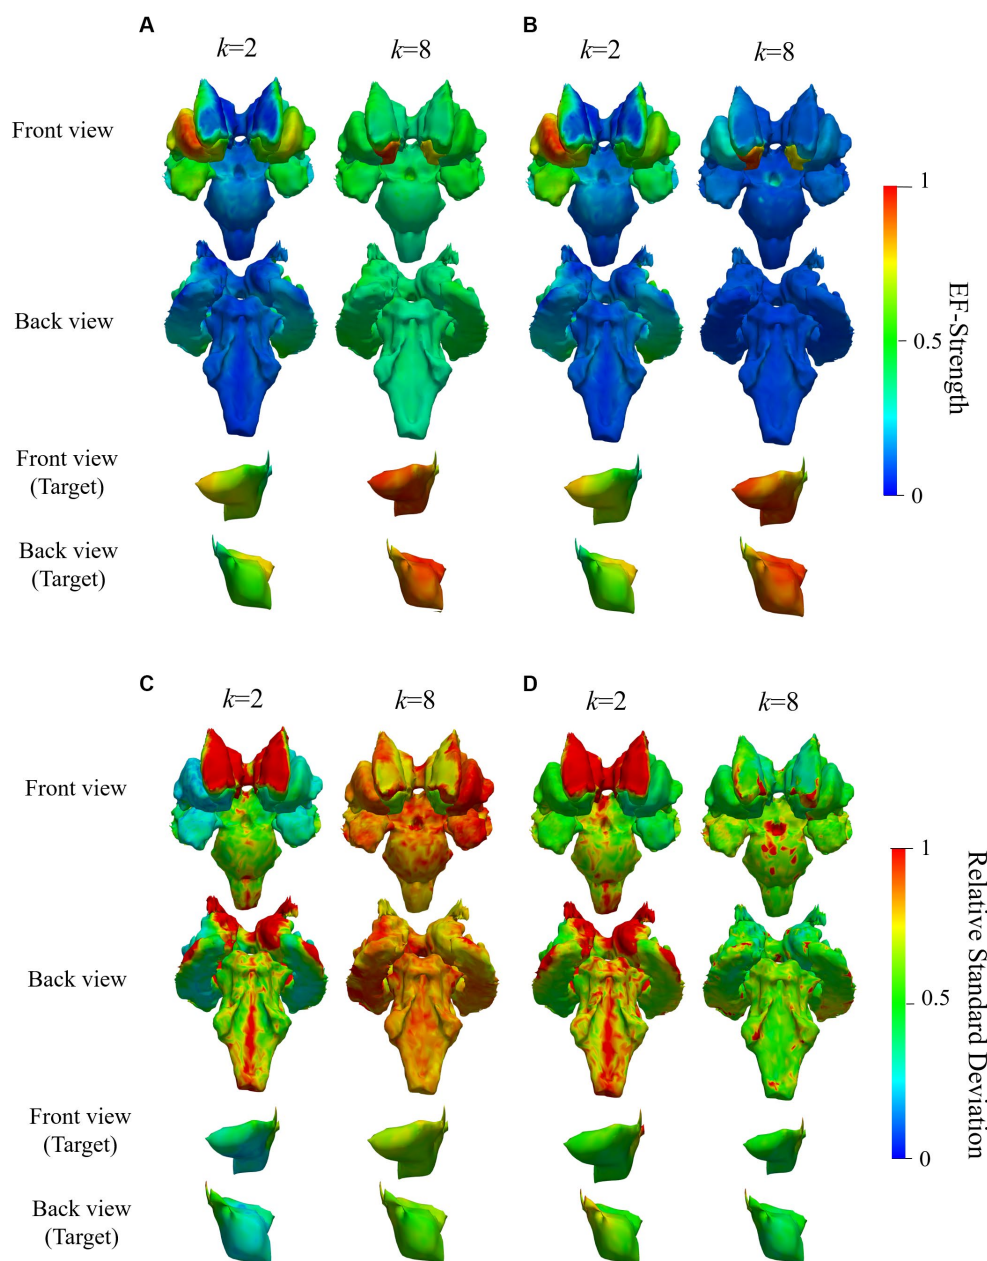 A
B
k=2
k=8
k=2
k=8
Front view
Back view
Front view
(Target)
Back view
(Target)
1
0.5
0
EF-Strength
C
D
k=2
k=8
k=2
k=8
Front view
Back view
Front view
(Target)
Back view
(Target)
1
0.5
0
Relative Standard Deviation